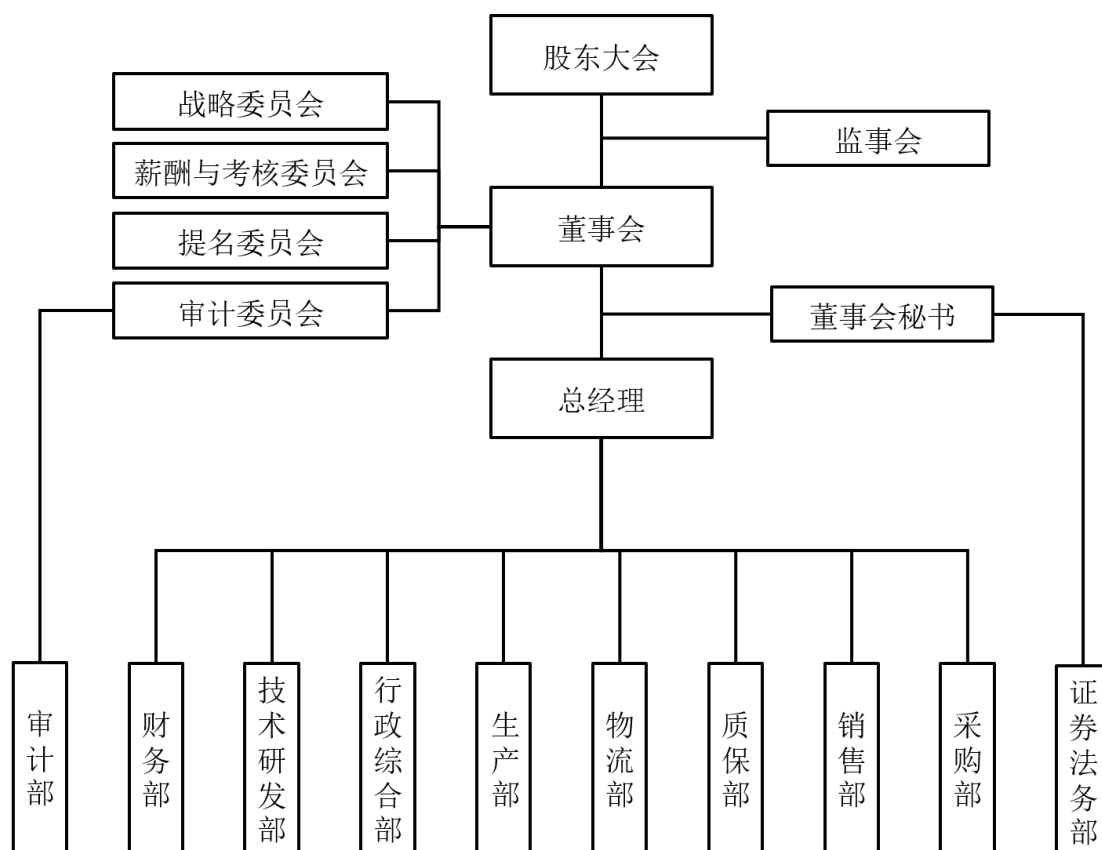 股东大会
战略委员会
监事会
薪酬与考核委员会
董事会
提名委员会
审计委员会
董事会秘书
总经理
审计部
财务部
技术研发部
行政综合部
生产部
物流部
质保部
销售部
采购部
证券法务部